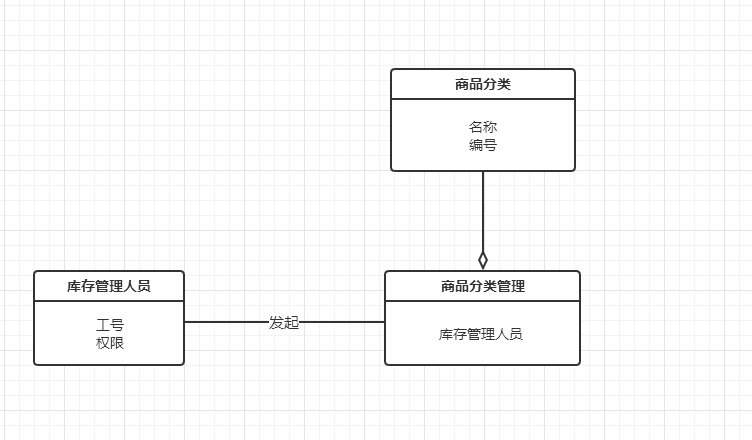 商品分类
名称
编号
库存管理人员
工号
权限
发起
商品分类管理
库存管理人员